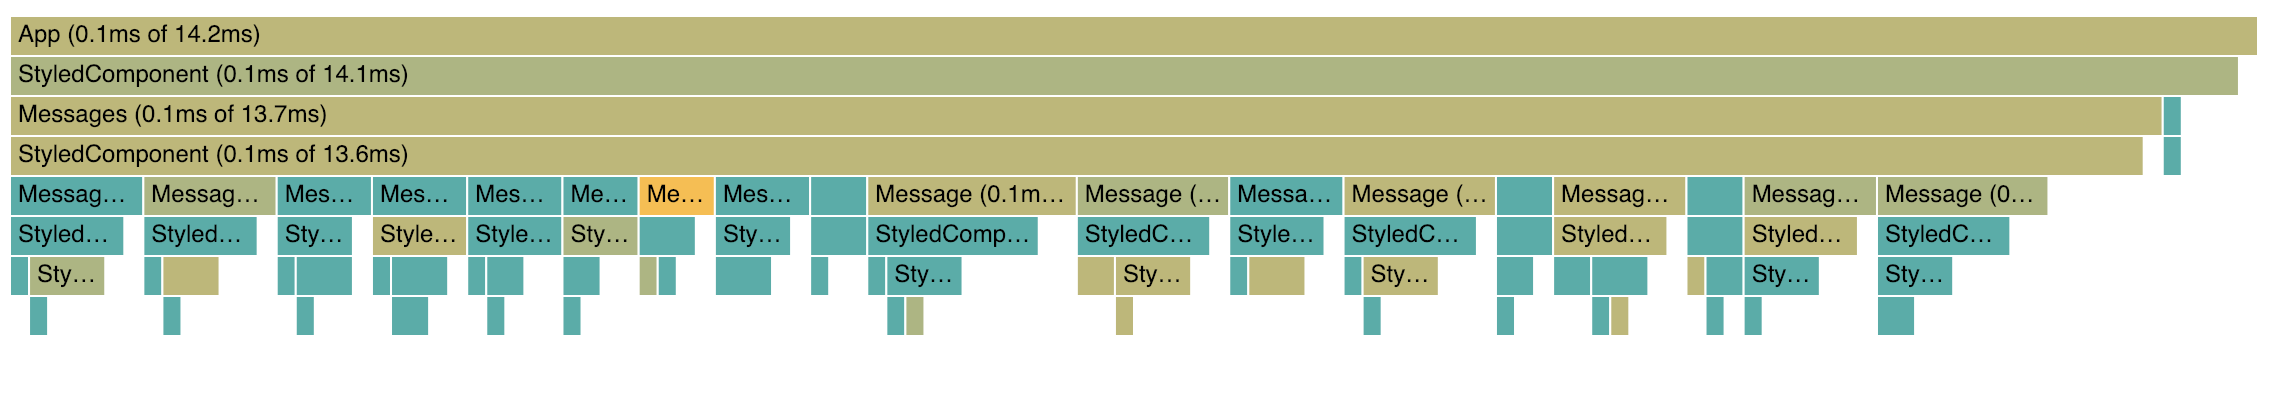 App (0.1ms of 14.2ms)
StyledComponent (0.1ms of 14.1ms)
Messages (0.1ms of 13.7ms)
StyledComponent (0.1ms of 13.6ms)
Messag… Messag… Mes… Mes… Mes… Me… Me… Mes… Message (0.1m… Message (… Messa… Message (… Messag… Messag… Message (0…
Styled… Styled… Sty… Style… Style… Sty… Sty… StyledComp… StyledC… Style… StyledC… Styled… Styled… StyledC…
Sty… Sty… Sty… Sty… Sty… Sty…